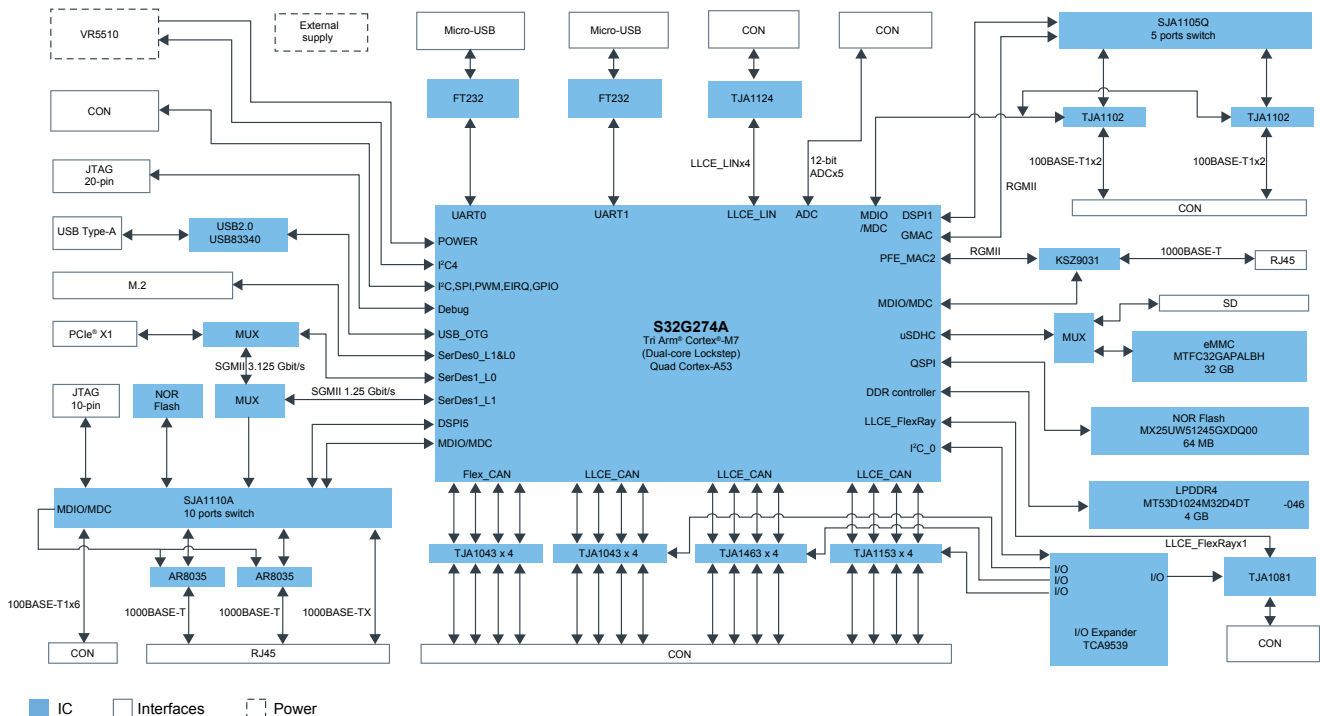 VR5510
External
supply
Micro-USB
Micro-USB
CON
CON
SJA1105Q
5 ports switch
CON
FT232
FT232
TJA1124
TJA1102
TJA1102
JTAG
20-pin
LLCE_LINx4
12-bit
ADCx5
RGMII
100BASE-T1x2
100BASE-T1x2
CON
USB Type-A
USB2.0
USB83340
UART0
UART1
LLCE_LIN
ADC
MDIO
/MDC
DSPI1
GMAC
POWER
I²C4
PFE_MAC2
RGMII
KSZ9031
1000BASE-T
RJ45
M.2
I²C,SPI,PWM,EIRQ,GPIO
Debug
MDIO/MDC
SD
PCIe® X1
MUX
USB_OTG
S32G274A
Tri Arm® Cortex®-M7
(Dual-core Lockstep)
Quad Cortex-A53
uSDHC
MUX
eMMC
MTFC32GAPALBH
32 GB
SerDes0_L1&L0
QSPI
SGMII 3.125 Gbit/s
SerDes1_L0
JTAG
10-pin
NOR
Flash
MUX
SGMII 1.25 Gbit/s
SerDes1_L1
DDR controller
DSPI5
LLCE_FlexRay
NOR Flash
MX25UW51245GXDQ00
64 MB
MDIO/MDC
I²C_0
Flex_CAN
LLCE_CAN
LLCE_CAN
LLCE_CAN
MDIO/MDC
SJA1110A
10 ports switch
LPDDR4
MT53D1024M32D4DT -046
4 GB
TJA1043 x 4
TJA1043 x 4
TJA1463 x 4
TJA1153 x 4
LLCE_FlexRayx1
AR8035
AR8035
I/O
I/O
I/O
I/O
TJA1081
100BASE-T1x6
1000BASE-T
1000BASE-T
1000BASE-TX
I/O Expander
TCA9539
CON
CON
RJ45
CON
IC
Interfaces
Power